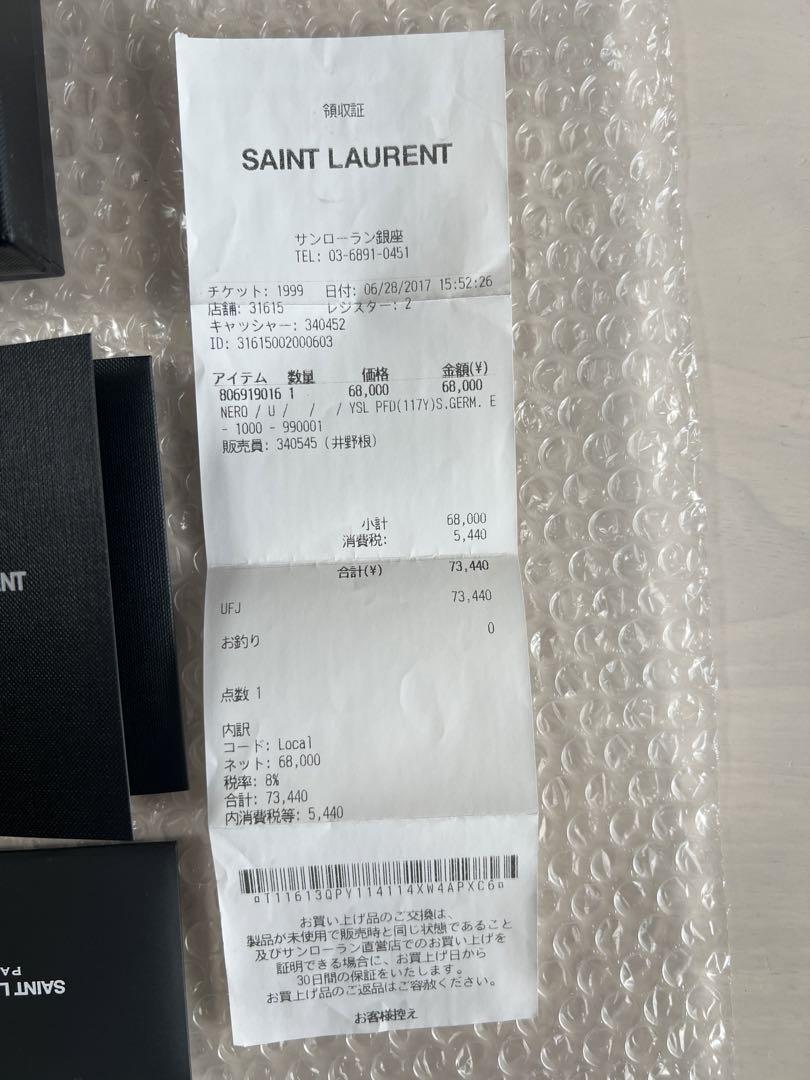 領収証
SAINT LAURENT
サンローラン銀座
TEL: 03-6891-0451
チケット: 1999 日付: 06/28/2017 15:52:26
店舗: 31615 レジスター: 2
キャッシャー: 340452
ID: 31615002000603
アイテム 数量 価格 金額(¥)
806919016 1 68,000 68,000
NERO / U / / / YSL PFD(117Y)S.GERM. E
- 1000 - 990001
販売員: 340545 (井野根)
小計 68,000
消費税: 5,440
合計(¥) 73,440
UFJ 73,440
お釣り 0
点数 1
内訳
コード: Local
ネット: 68,000
税率: 8%
合計: 73,440
内消費税等: 5,440
¤T11613QPY114114XW4APXC6¤
お買い上げ品のご交換は、
製品が未使用で販売時と同じ状態であること
及びサンローラン直営店でのお買い上げを
証明できる場合に、お買上げ日から
30日間の保証をいたします。
お買上げ品のご返品はご容赦ください。
お客様控え
NT
SAINT L
PA